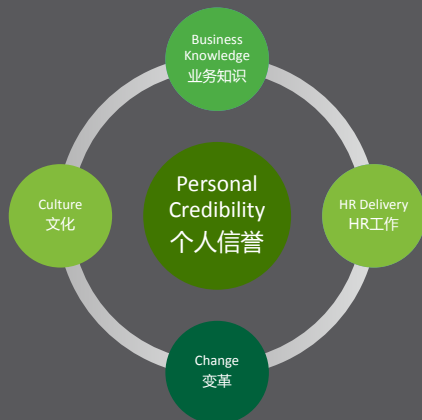 Business
Knowledge
业务知识
Culture
文化
Personal
Credibility
个人信誉
HR Delivery
HR工作
Change
变革